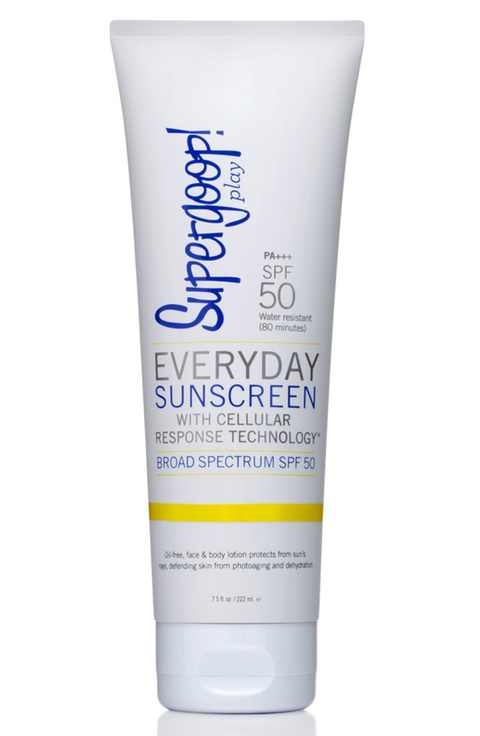 Supergoop!
play
PA+++
SPF
50
Water resistant
(80 minutes)
EVERYDAY
SUNSCREEN
WITH CELLULAR
RESPONSE TECHNOLOGY™
BROAD SPECTRUM SPF 50
Oil-free, face & body lotion protects from sun's
rays, defending skin from photoaging and dehydration
7.5 fl oz / 222 mL ℮